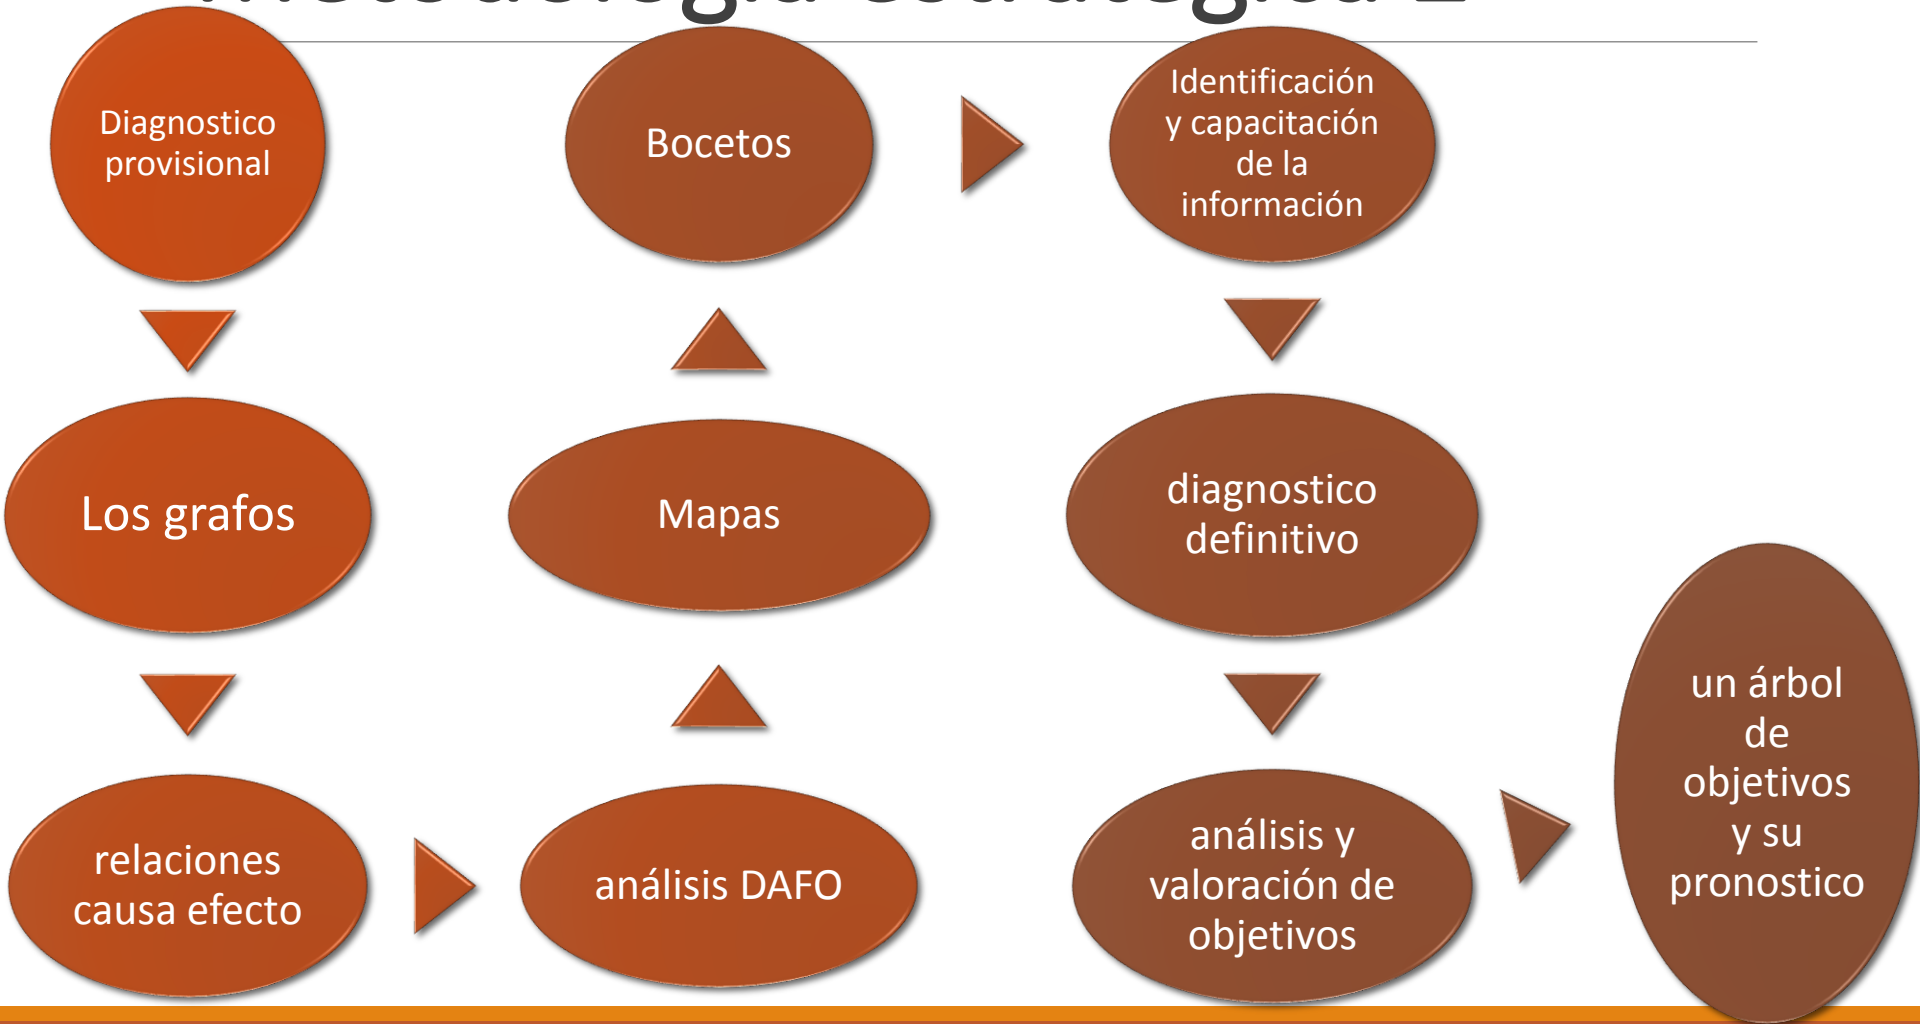 Diagnostico
provisional
Los grafos
relaciones
causa efecto
análisis DAFO
Mapas
Bocetos
Identificación
y capacitación
de la
información
diagnostico
definitivo
análisis y
valoración de
objetivos
un árbol
de
objetivos
y su
pronostico